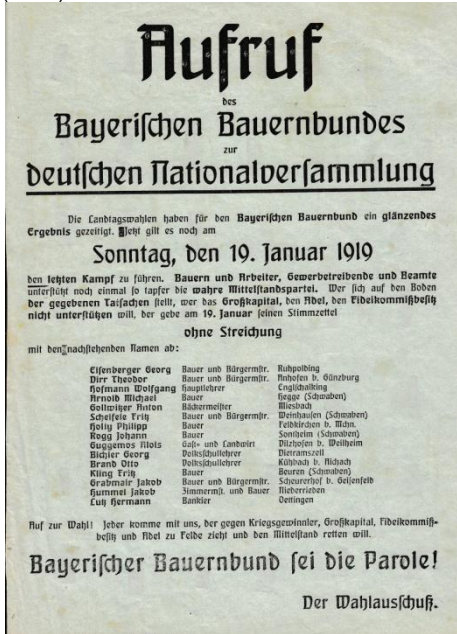 Aufruf
des
Bayerischen Bauernbundes
zur
deutschen Nationalversammlung
Die Landtagswahlen haben für den Bayerischen Bauernbund ein glänzendes
Ergebnis gezeitigt. Jetzt gilt es noch am
Sonntag, den 19. Januar 1919
den letzten Kampf zu führen. Bauern und Arbeiter, Gewerbetreibende und Beamte
unterstützt noch einmal so tapfer die wahre Mittelstandspartei. Wer sich auf den Boden
der gegebenen Tatsachen stellt, wer das Großkapital, den Adel, den Fideikommißbesitz
nicht unterstützen will, der gebe am 19. Januar seinen Stimmzettel
ohne Streichung
mit den nachstehenden Namen ab:
Eisenberger Georg Bauer und Bürgermstr. Ruhpolding
Dirr Theodor Bauer und Bürgermstr. Anhofen b. Günzburg
Hofmann Wolfgang Hauptlehrer Englschalking
Arnold Michael Bauer Hegge (Schwaben)
Gollwitzer Anton Bäckermeister Miesbach
Scheifele Fritz Bauer und Bürgermstr. Weinhausen (Schwaben)
Holly Philipp Bauer Feldkirchen b. Mchn.
Rogg Johann Bauer Sontheim (Schwaben)
Guggemos Alois Gast- und Landwirt Dilzhofen b. Weilheim
Bichler Georg Volksschullehrer Dietramszell
Brand Otto Volksschullehrer Kühbach b. Aichach
Kling Fritz Bauer Beuren (Schwaben)
Grabmair Jakob Bauer und Bürgermstr. Scheurerhof b. Geisenfeld
Hummel Jakob Zimmermstr. und Bauer Niederrieden
Lutz Hermann Bankier Oettingen
Auf zur Wahl! Jeder komme mit uns, der gegen Kriegsgewinnler, Großkapital, Fideikommiß-
besitz und Adel zu Felde zieht und den Mittelstand retten will.
Bayerischer Bauernbund sei die Parole!
Der Wahlausschuß.